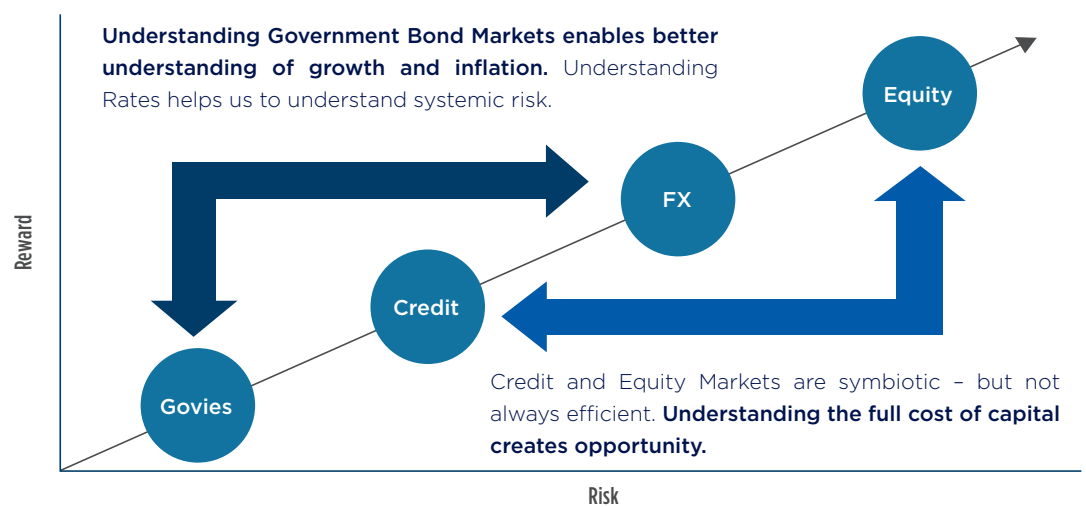 Understanding Government Bond Markets enables better
understanding of growth and inflation. Understanding
Rates helps us to understand systemic risk.
Equity
FX
Reward
Credit
Govies
Credit and Equity Markets are symbiotic – but not
always efficient. Understanding the full cost of capital
creates opportunity.
Risk